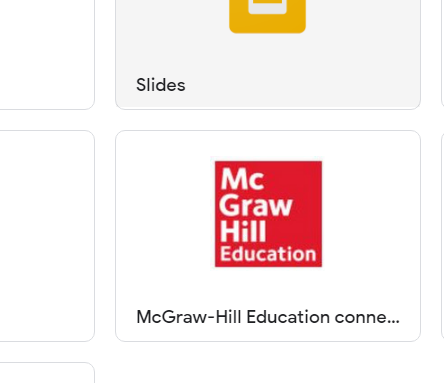 Slides
Mc
Graw
Hill
Education
McGraw-Hill Education conne...